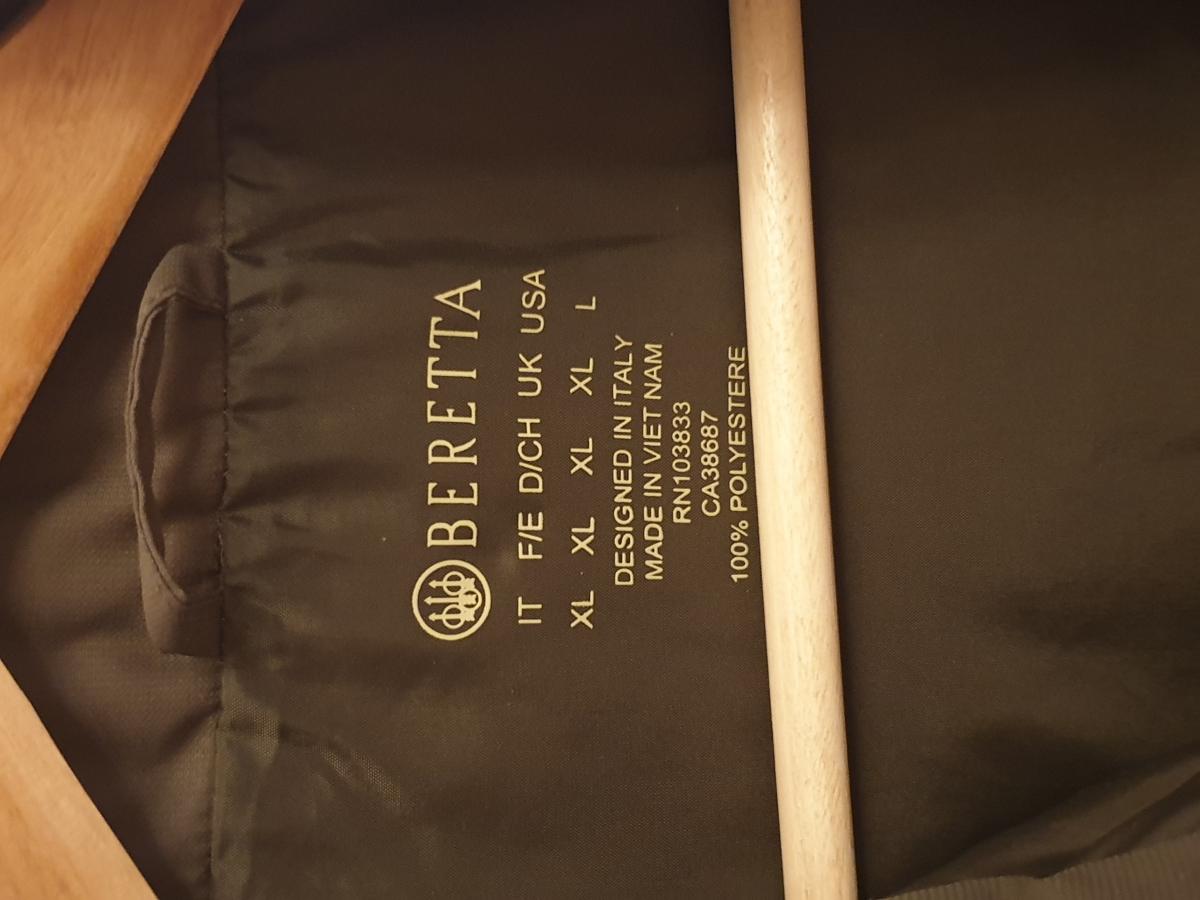 BERETTA
IT F/E D/CH UK USA
XL XL XL XL L
DESIGNED IN ITALY
MADE IN VIET NAM
RN103833
CA38687
100% POLYESTERE